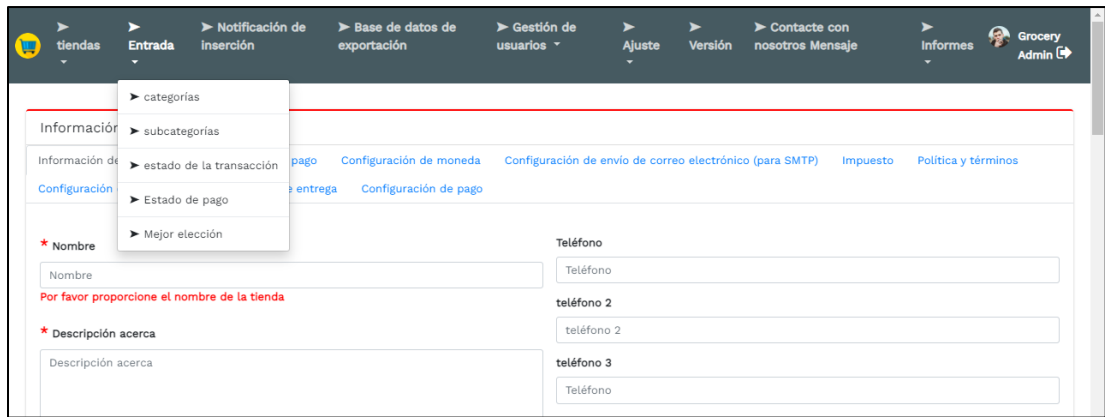 ➤ tiendas
➤ Entrada
➤ Notificación de inserción
➤ Base de datos de exportación
➤ Gestión de usuarios
➤ Ajuste
➤ Versión
➤ Contacte con nosotros Mensaje
➤ Informes
Grocery Admin
➤ categorías
➤ subcategorías
➤ estado de la transacción
➤ Estado de pago
➤ Mejor elección
Información
Información de
pago
Configuración de moneda
Configuración de envío de correo electrónico (para SMTP)
Impuesto
Política y términos
Configuración
entrega
Configuración de pago
* Nombre
Nombre
Por favor proporcione el nombre de la tienda
* Descripción acerca
Descripción acerca
Teléfono
Teléfono
teléfono 2
teléfono 2
teléfono 3
Teléfono